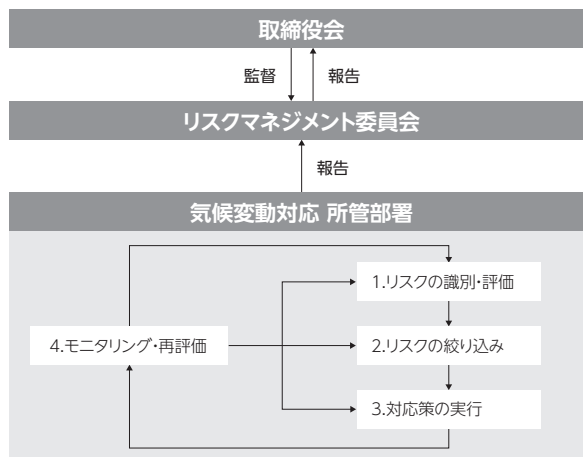 取締役会
監督
報告
リスクマネジメント委員会
報告
気候変動対応 所管部署
1.リスクの識別・評価
4.モニタリング・再評価
2.リスクの絞り込み
3.対応策の実行